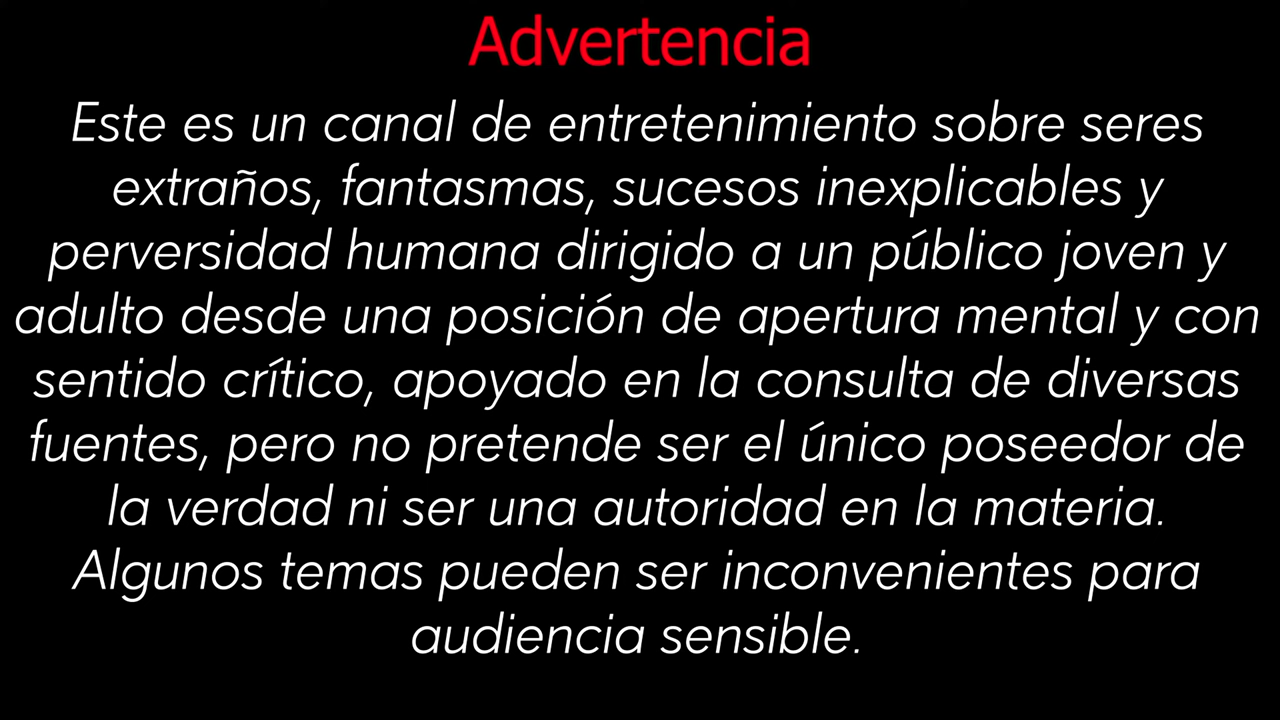 Advertencia
Este es un canal de entretenimiento sobre seres
extraños, fantasmas, sucesos inexplicables y
perversidad humana dirigido a un público joven y
adulto desde una posición de apertura mental y con
sentido crítico, apoyado en la consulta de diversas
fuentes, pero no pretende ser el único poseedor de
la verdad ni ser una autoridad en la materia.
Algunos temas pueden ser inconvenientes para
audiencia sensible.